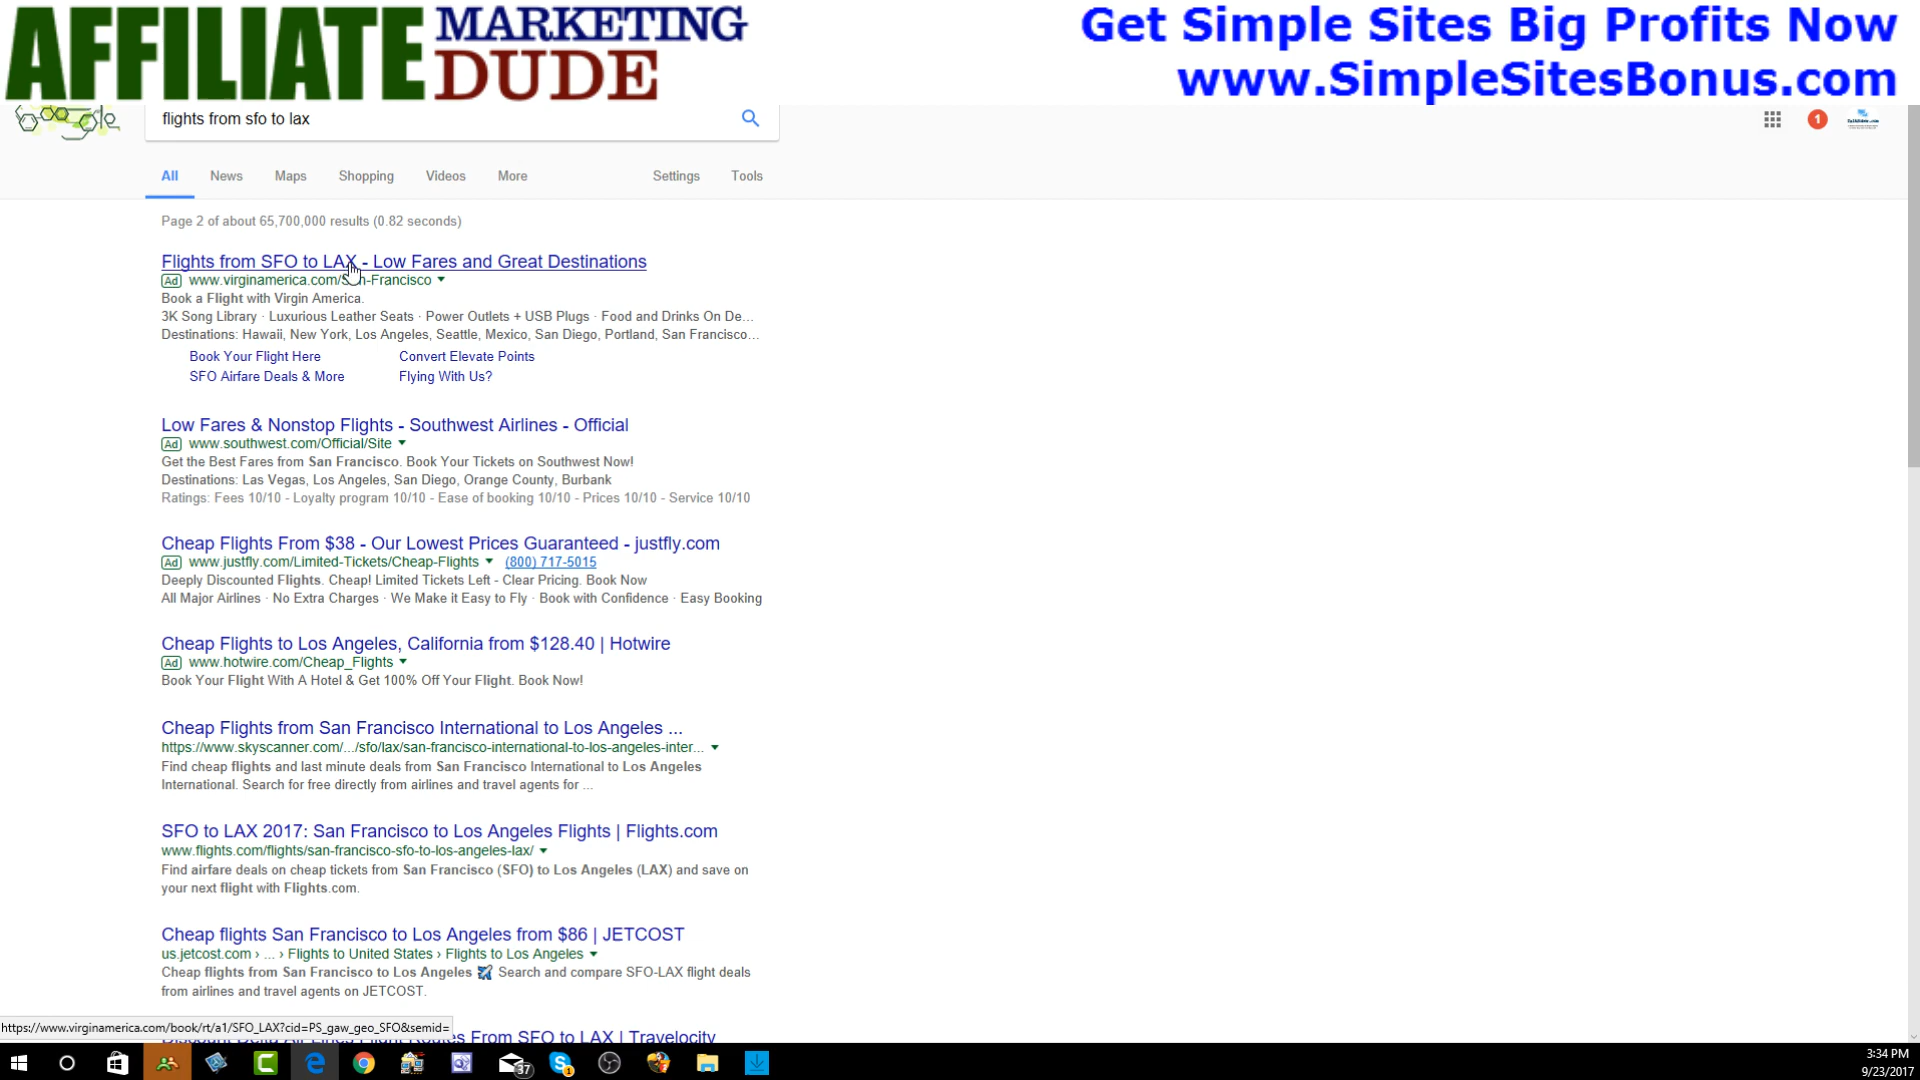 AFFILIATE MARKETING DUDE
Get Simple Sites Big Profits Now
www.SimpleSitesBonus.com
flights from sfo to lax
1
All News Maps Shopping Videos More Settings Tools
Page 2 of about 65,700,000 results (0.82 seconds)
Flights from SFO to LAX - Low Fares and Great Destinations
Ad www.virginamerica.com/San-Francisco
Book a Flight with Virgin America.
3K Song Library · Luxurious Leather Seats · Power Outlets + USB Plugs · Food and Drinks On De...
Destinations: Hawaii, New York, Los Angeles, Seattle, Mexico, San Diego, Portland, San Francisco...
Book Your Flight Here Convert Elevate Points
SFO Airfare Deals & More Flying With Us?
Low Fares & Nonstop Flights - Southwest Airlines - Official
Ad www.southwest.com/Official/Site
Get the Best Fares from San Francisco. Book Your Tickets on Southwest Now!
Destinations: Las Vegas, Los Angeles, San Diego, Orange County, Burbank
Ratings: Fees 10/10 - Loyalty program 10/10 - Ease of booking 10/10 - Prices 10/10 - Service 10/10
Cheap Flights From $38 - Our Lowest Prices Guaranteed - justfly.com
Ad www.justfly.com/Limited-Tickets/Cheap-Flights (800) 717-5015
Deeply Discounted Flights. Cheap! Limited Tickets Left - Clear Pricing. Book Now
All Major Airlines · No Extra Charges · We Make it Easy to Fly · Book with Confidence · Easy Booking
Cheap Flights to Los Angeles, California from $128.40 | Hotwire
Ad www.hotwire.com/Cheap_Flights
Book Your Flight With A Hotel & Get 100% Off Your Flight. Book Now!
Cheap Flights from San Francisco International to Los Angeles ...
https://www.skyscanner.com/.../sfo/lax/san-francisco-international-to-los-angeles-inter...
Find cheap flights and last minute deals from San Francisco International to Los Angeles
International. Search for free directly from airlines and travel agents for ...
SFO to LAX 2017: San Francisco to Los Angeles Flights | Flights.com
www.flights.com/flights/san-francisco-sfo-to-los-angeles-lax/
Find airfare deals on cheap tickets from San Francisco (SFO) to Los Angeles (LAX) and save on
your next flight with Flights.com.
Cheap flights San Francisco to Los Angeles from $86 | JETCOST
us.jetcost.com › ... › Flights to United States › Flights to Los Angeles
Cheap flights from San Francisco to Los Angeles ✈ Search and compare SFO-LAX flight deals
from airlines and travel agents on JETCOST.
https://www.virginamerica.com/book/rt/a1/SFO_LAX?cid=PS_gaw_geo_SFO&semid=
Discount Delta Air Lines Flight Routes From SFO to LAX | Travelocity
37
1
3:34 PM
9/23/2017